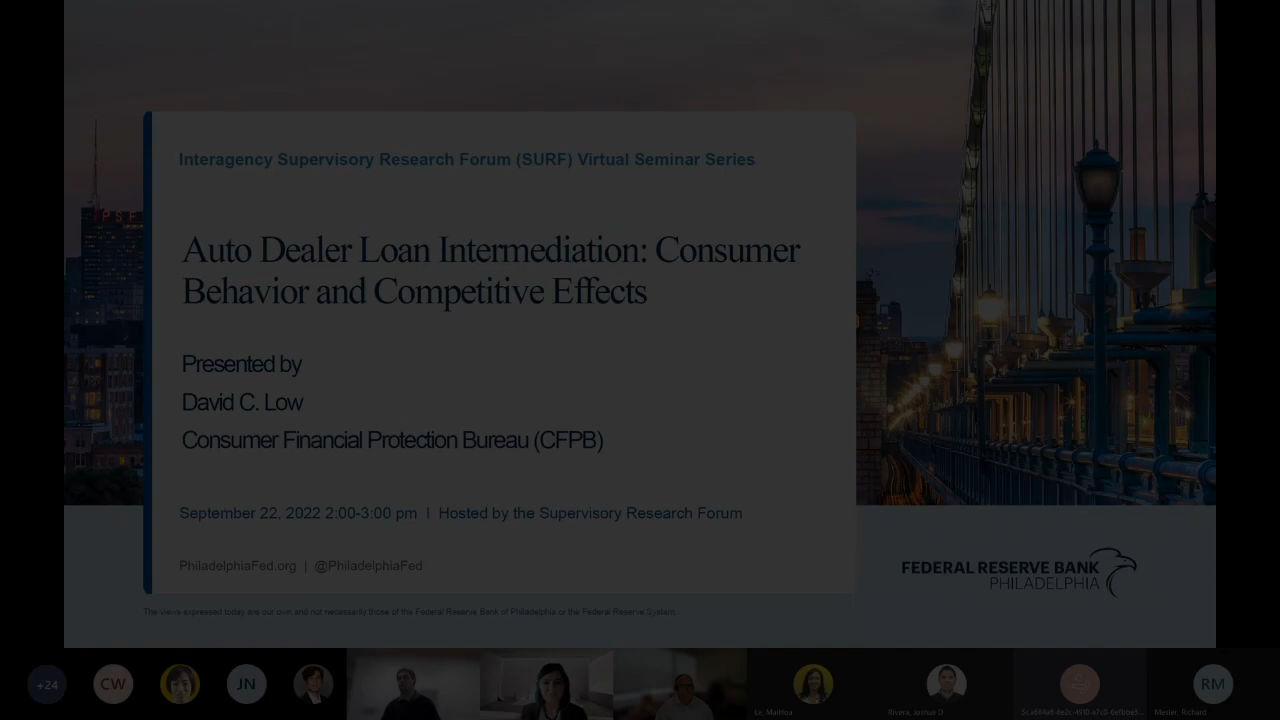 PSF
Interagency Supervisory Research Forum (SURF) Virtual Seminar Series
Auto Dealer Loan Intermediation: Consumer
Behavior and Competitive Effects
Presented by
David C. Low
Consumer Financial Protection Bureau (CFPB)
September 22, 2022 2:00-3:00 pm | Hosted by the Supervisory Research Forum
PhiladelphiaFed.org | @PhiladelphiaFed
FEDERAL RESERVE BANK
PHILADELPHIA
The views expressed today are our own and not necessarily those of the Federal Reserve Bank of Philadelphia or the Federal Reserve System.
+24
CW
JN
RM
Rivera, Joshua D
Mester, Richard